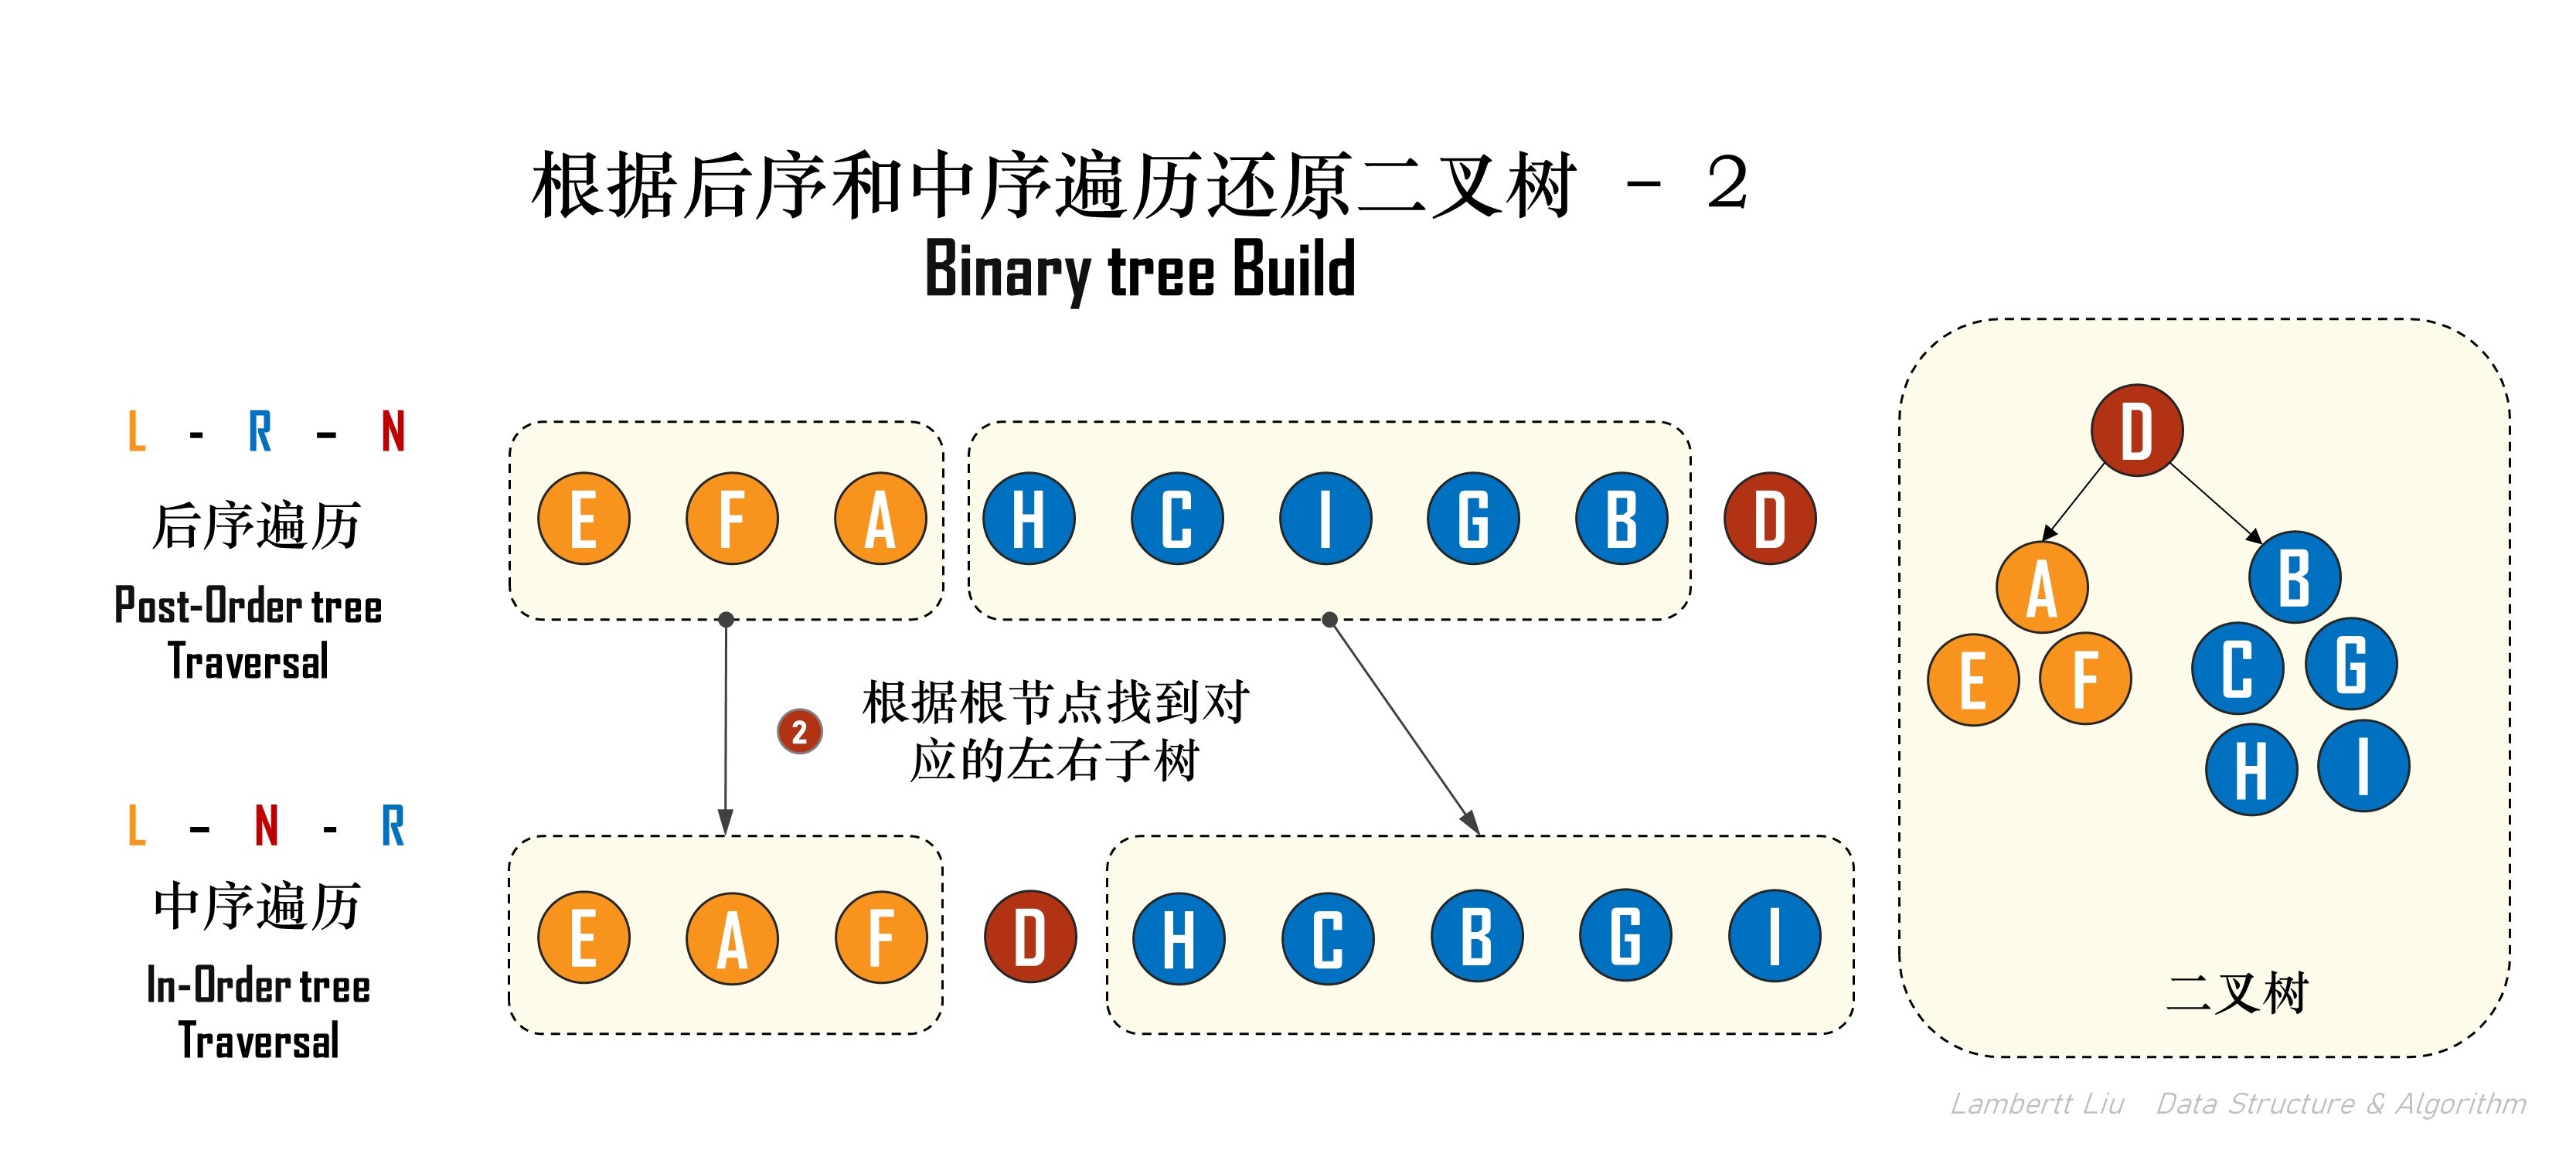 根据后序和中序遍历还原二叉树 - 2
Binary tree Build
L - R - N
后序遍历
Post-Order tree
Traversal
E F A H C I G B D
2
根据根节点找到对
应的左右子树
L - N - R
中序遍历
In-Order tree
Traversal
E A F D H C B G I
D
A B
E F C G
H I
二叉树
Lambertt Liu Data Structure & Algorithm